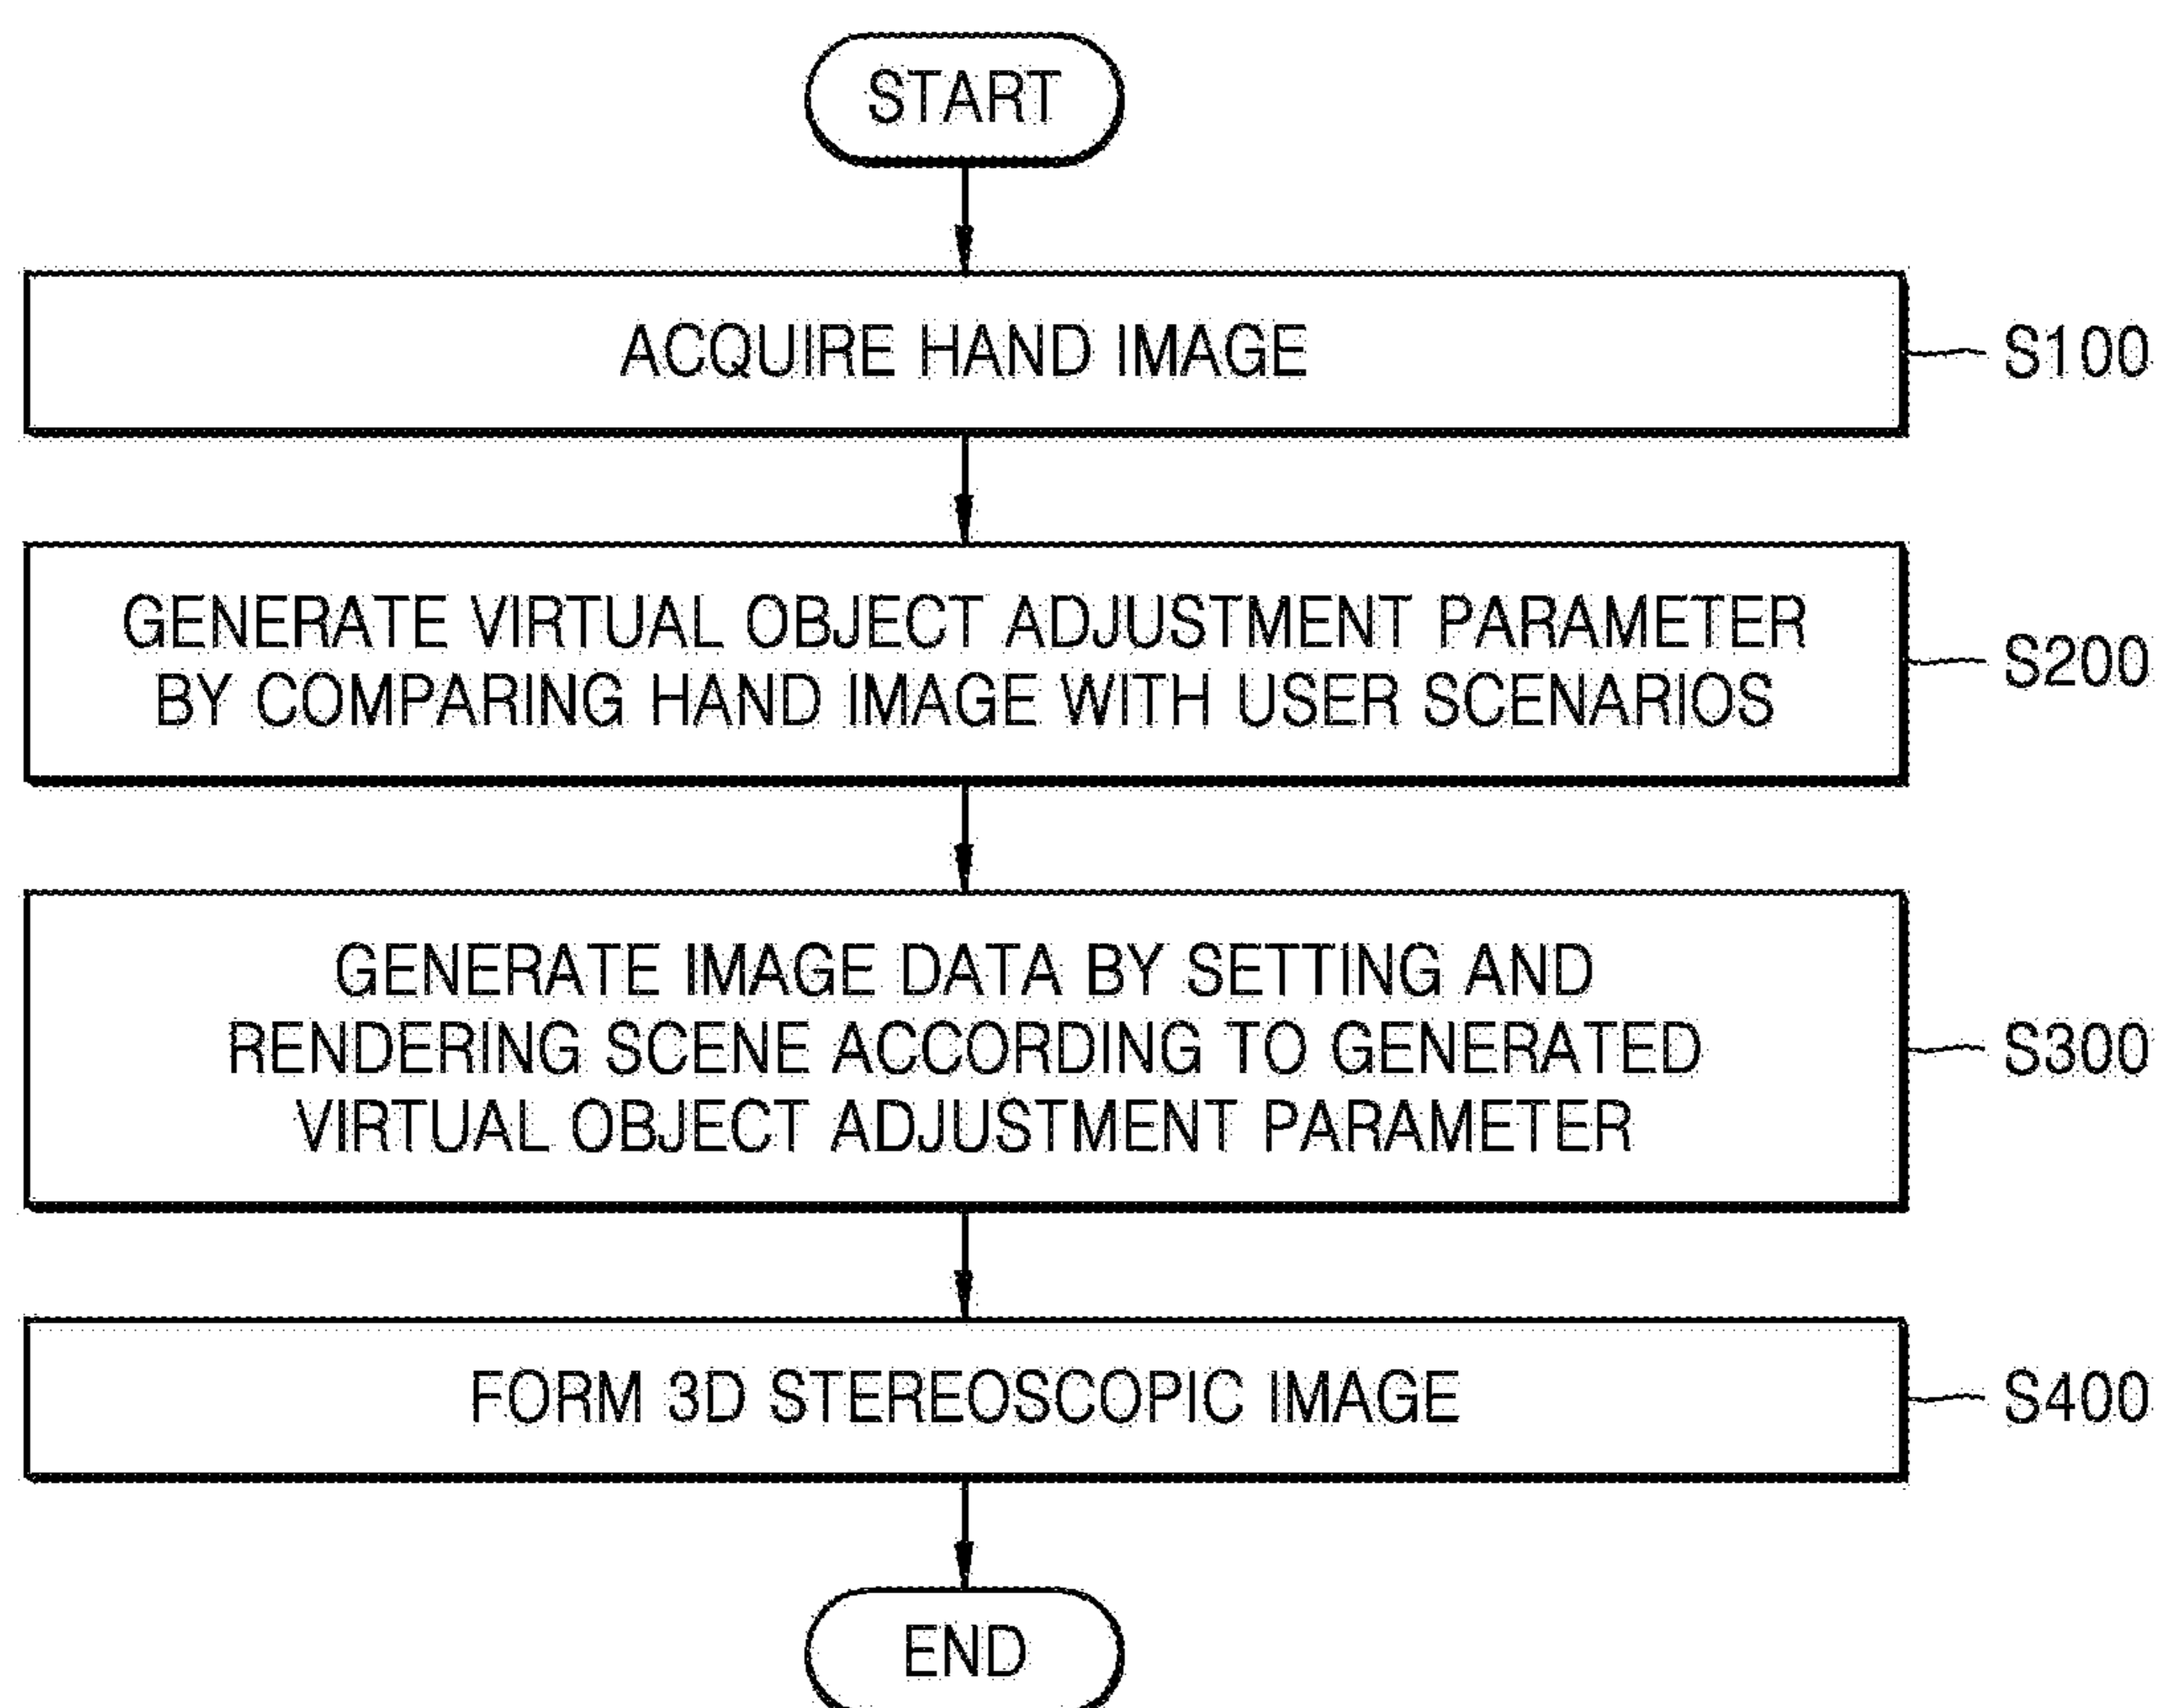 START
ACQUIRE HAND IMAGE
S100
GENERATE VIRTUAL OBJECT ADJUSTMENT PARAMETER
BY COMPARING HAND IMAGE WITH USER SCENARIOS
S200
GENERATE IMAGE DATA BY SETTING AND
RENDERING SCENE ACCORDING TO GENERATED
VIRTUAL OBJECT ADJUSTMENT PARAMETER
S300
FORM 3D STEREOSCOPIC IMAGE
S400
END